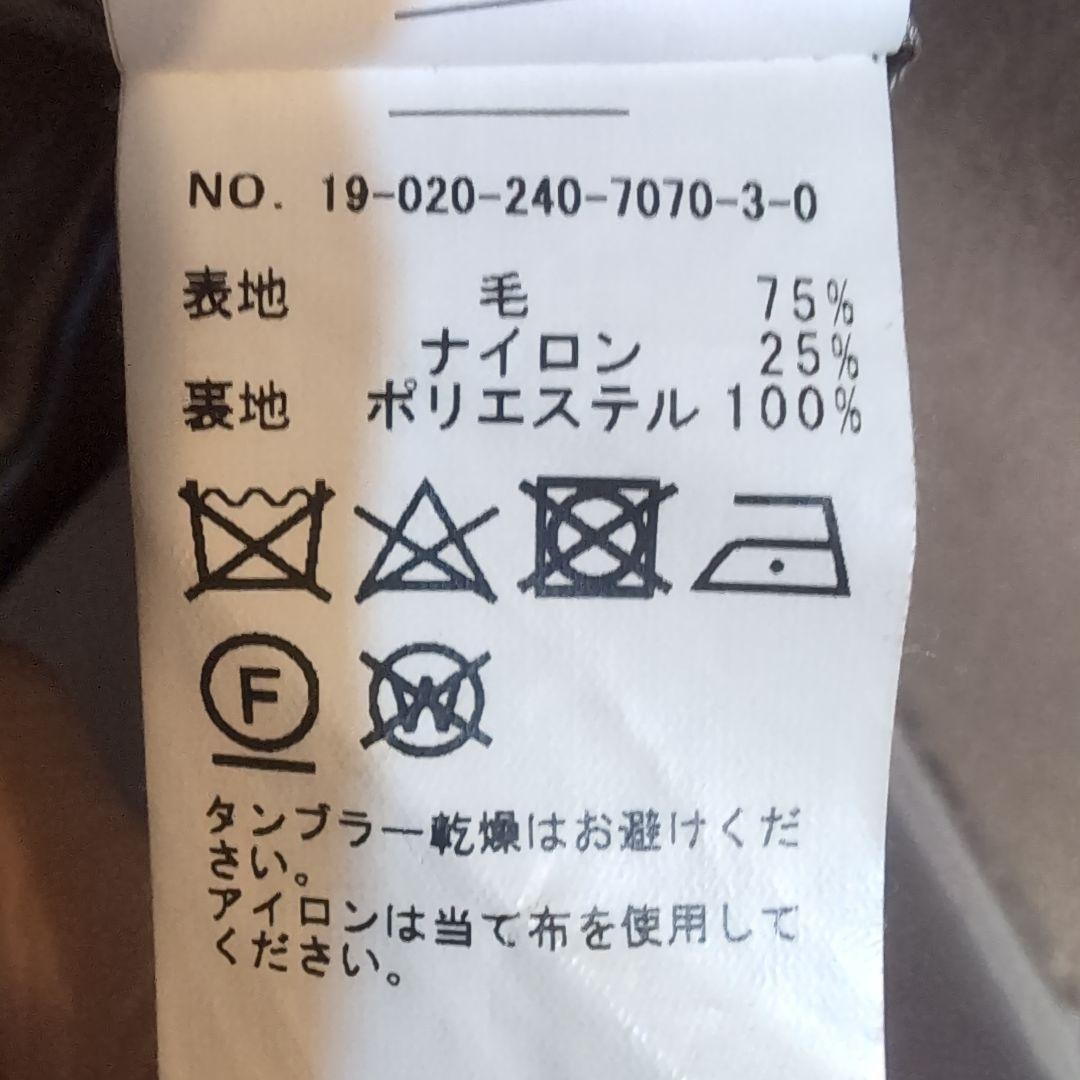 NO. 19-020-240-7070-3-0
表地 毛 75%
ナイロン 25%
裏地 ポリエステル 100%
F W
タンブラー乾燥はお避けくだ
さい。
アイロンは当て布を使用して
ください。